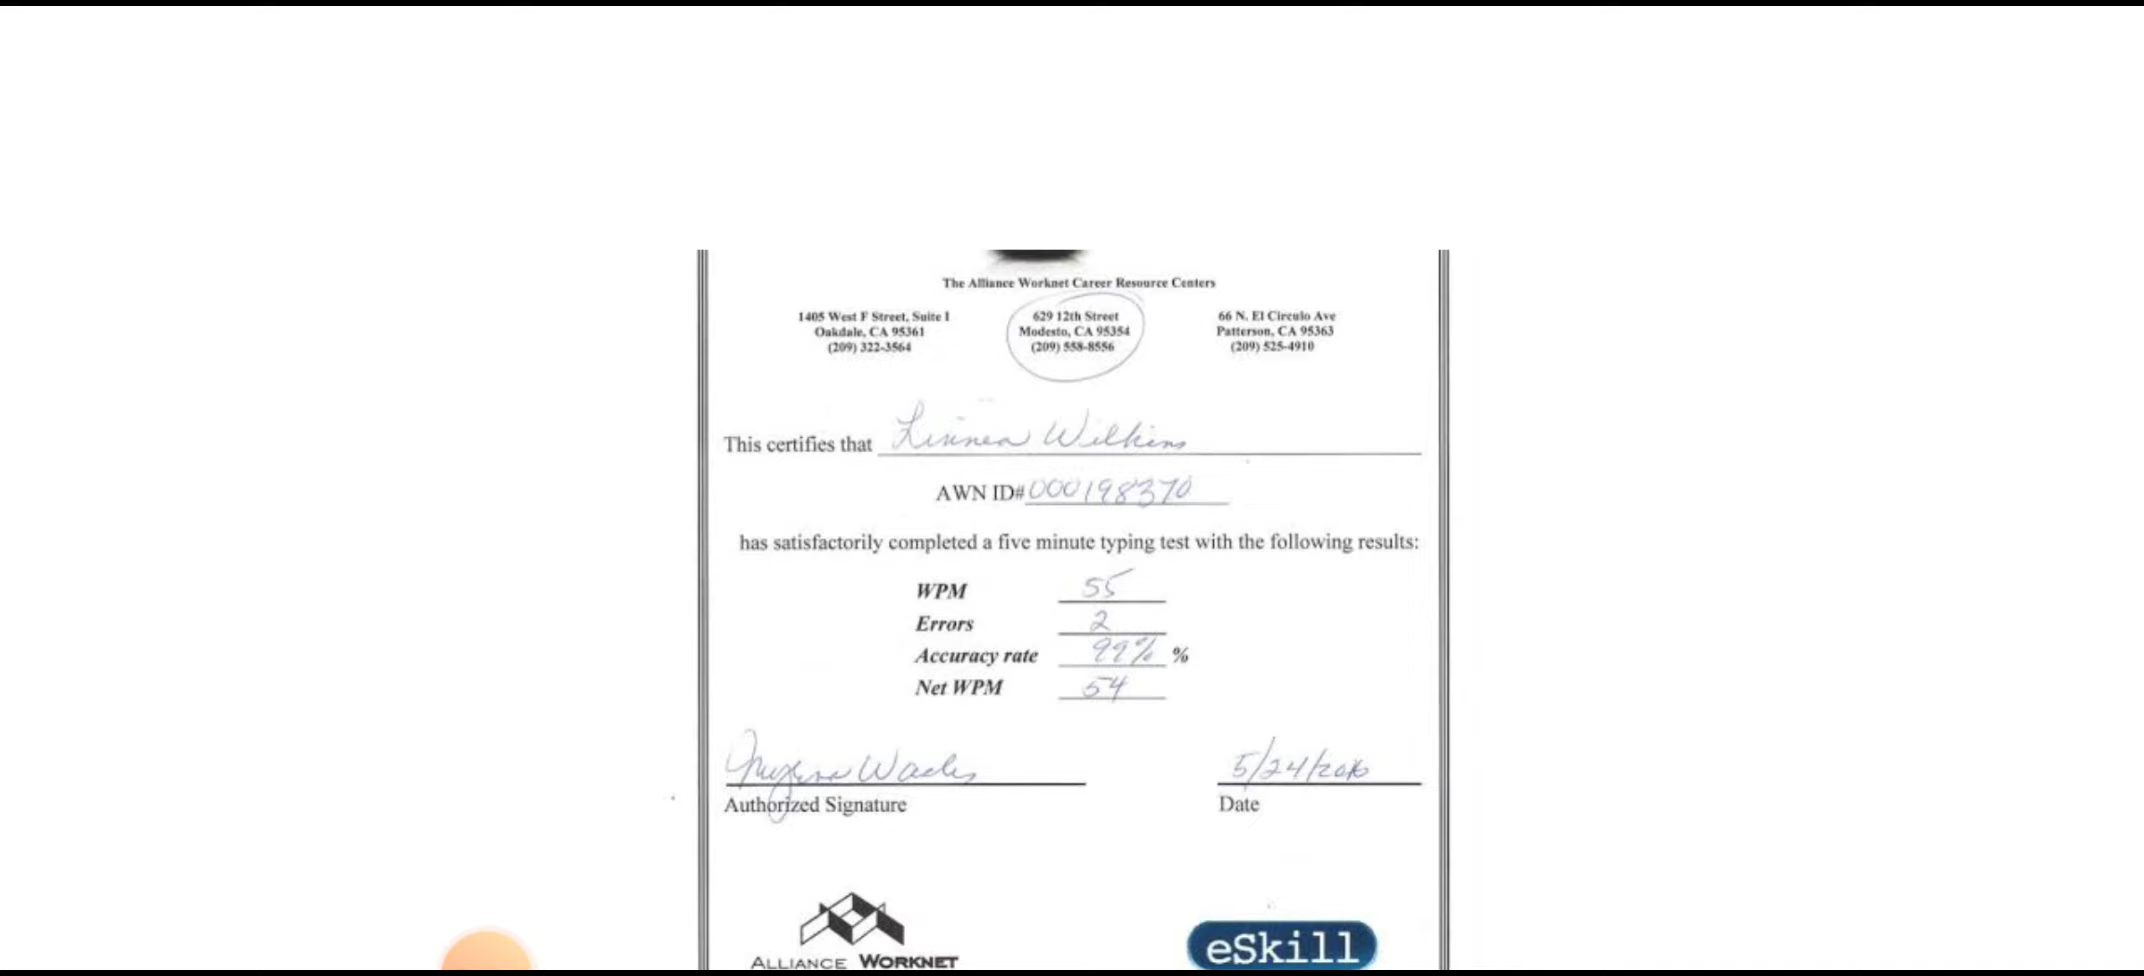 The Alliance Worknet Career Resource Centers
1405 West F Street, Suite I
Oakdale, CA 95361
(209) 322-3564
629 12th Street
Modesto, CA 95354
(209) 558-8556
66 N. El Circulo Ave
Patterson, CA 95363
(209) 525-4910
This certifies that Linnea Wilkins
AWN ID# 000198370
has satisfactorily completed a five minute typing test with the following results:
WPM 55
Errors 2
Accuracy rate 99% %
Net WPM 54
5/24/2016
Authorized Signature
Date
ALLIANCE WORKNET
eSkill